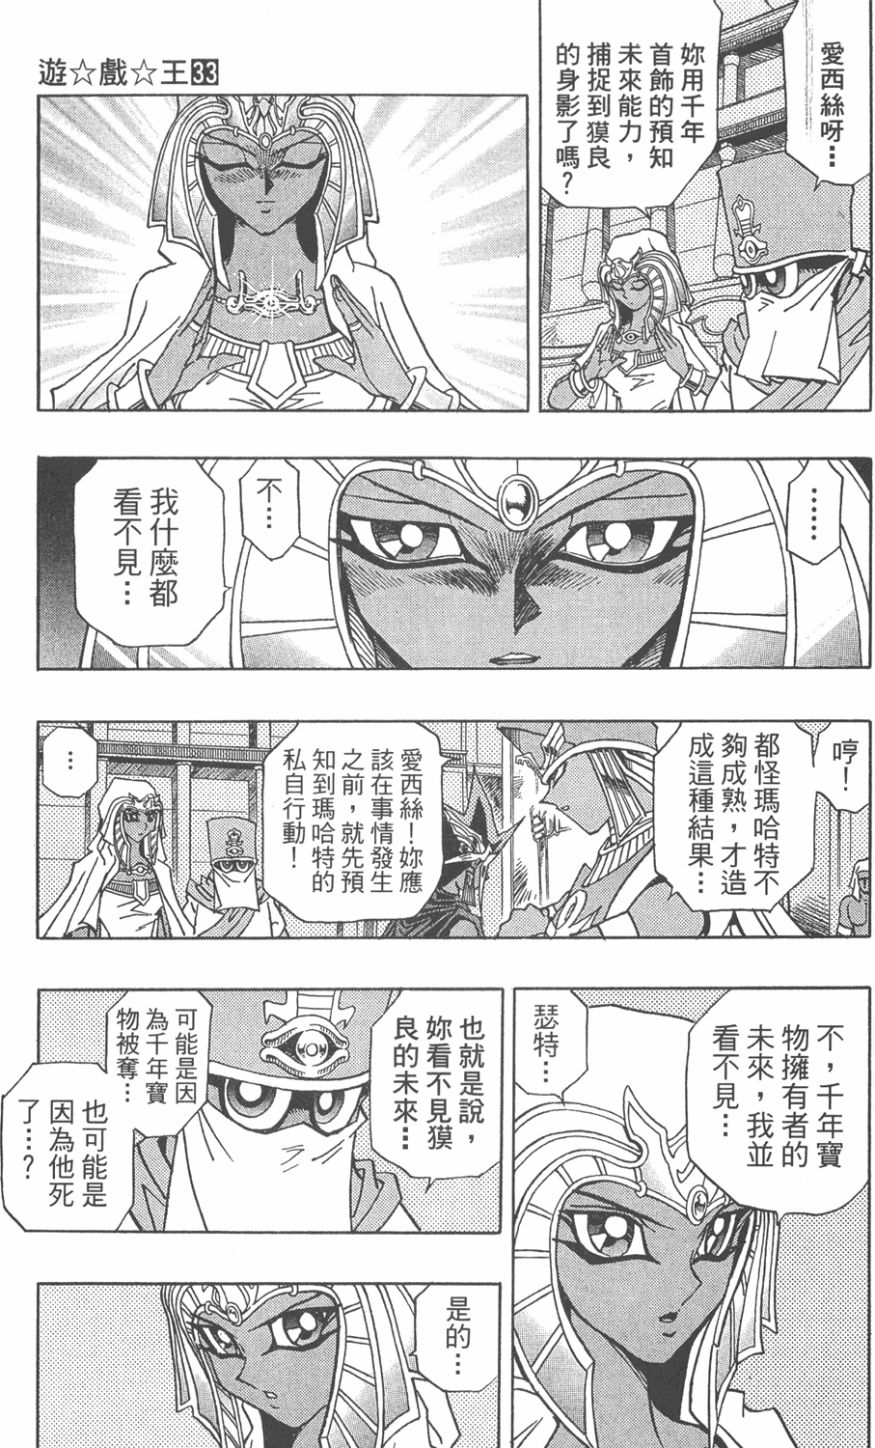 遊☆戲☆王33
愛西絲呀…
妳用千年
首飾的預知
未來能力，
捕捉到獏良
的身影了嗎？
……
不…
我什麼都
看不見…
哼！
都怪瑪哈特不
夠成熟，才造
成這種結果…
愛西絲！妳應
該在事情發生
之前，就先預
知到瑪哈特的
私自行動！
…
瑟特…
不，千年寶
物擁有者的
未來，我並
看不見…
也就是說，
妳看不見獏
良的未來…
可能是因
為千年寶
物被奪…
也可能是
因為他死
了…？
是的…